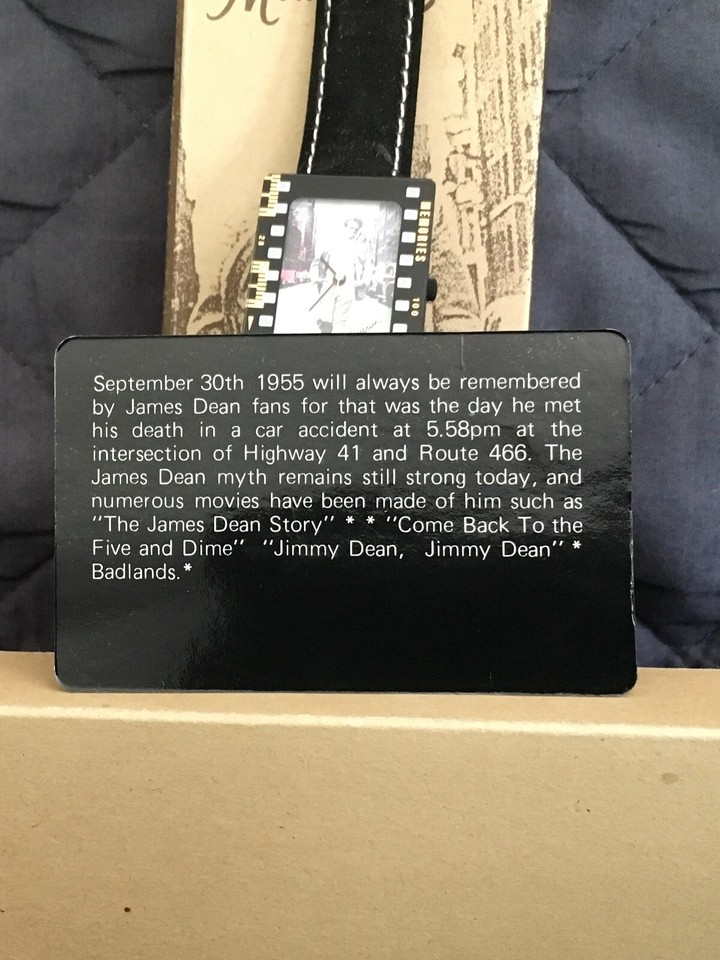 MEMORIES
20
100
September 30th 1955 will always be remembered
by James Dean fans for that was the day he met
his death in a car accident at 5.58pm at the
intersection of Highway 41 and Route 466. The
James Dean myth remains still strong today, and
numerous movies have been made of him such as
"The James Dean Story" * * "Come Back To the
Five and Dime" "Jimmy Dean, Jimmy Dean" *
Badlands.*